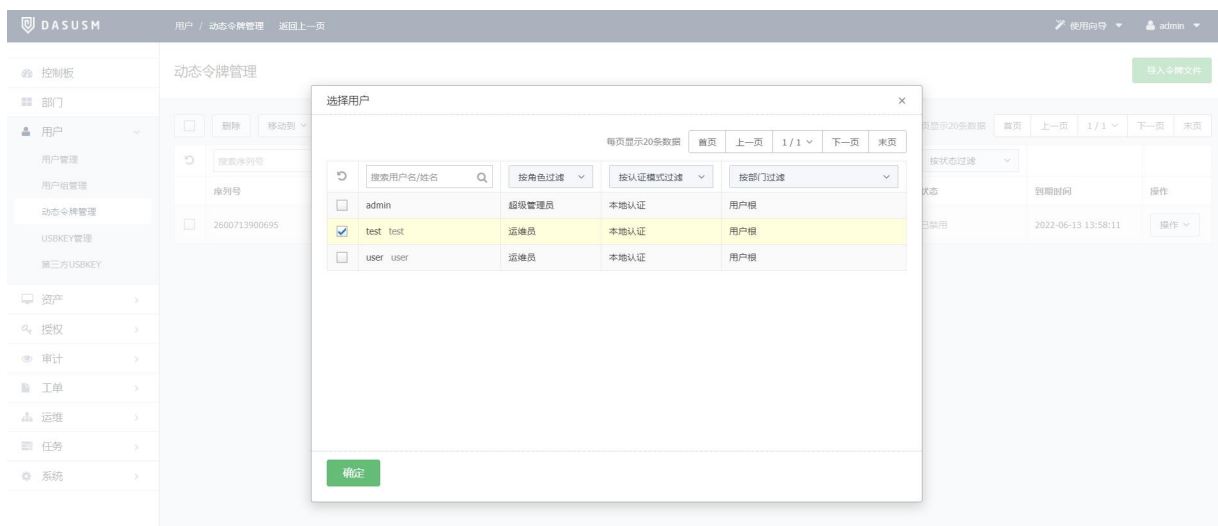 DASUSM 用户 / 动态令牌管理 返回上一页 使用向导 admin
控制板
部门
用户
用户管理
用户组管理
动态令牌管理
USBKEY管理
第三方USBKEY
资产
授权
审计
工单
运维
任务
系统
动态令牌管理 导入令牌文件
删除 移动到 页显示20条数据 首页 上一页 1 / 1 下一页 末页
搜索序列号 按状态过滤
序列号 状态 到期时间 操作
2600713900695 已禁用 2022-06-13 13:58:11 操作
选择用户 ×
每页显示20条数据 首页 上一页 1 / 1 下一页 末页
搜索用户名/姓名 按角色过滤 按认证模式过滤 按部门过滤
admin 超级管理员 本地认证 用户根
test test 运维员 本地认证 用户根
user user 运维员 本地认证 用户根
确定